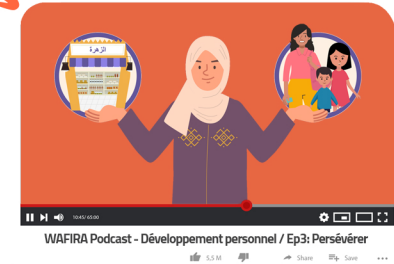 الزهرة
10:45/ 65:00
WAFIRA Podcast - Développement personnel / Ep3: Persévérer
5,5 M
Share
Save